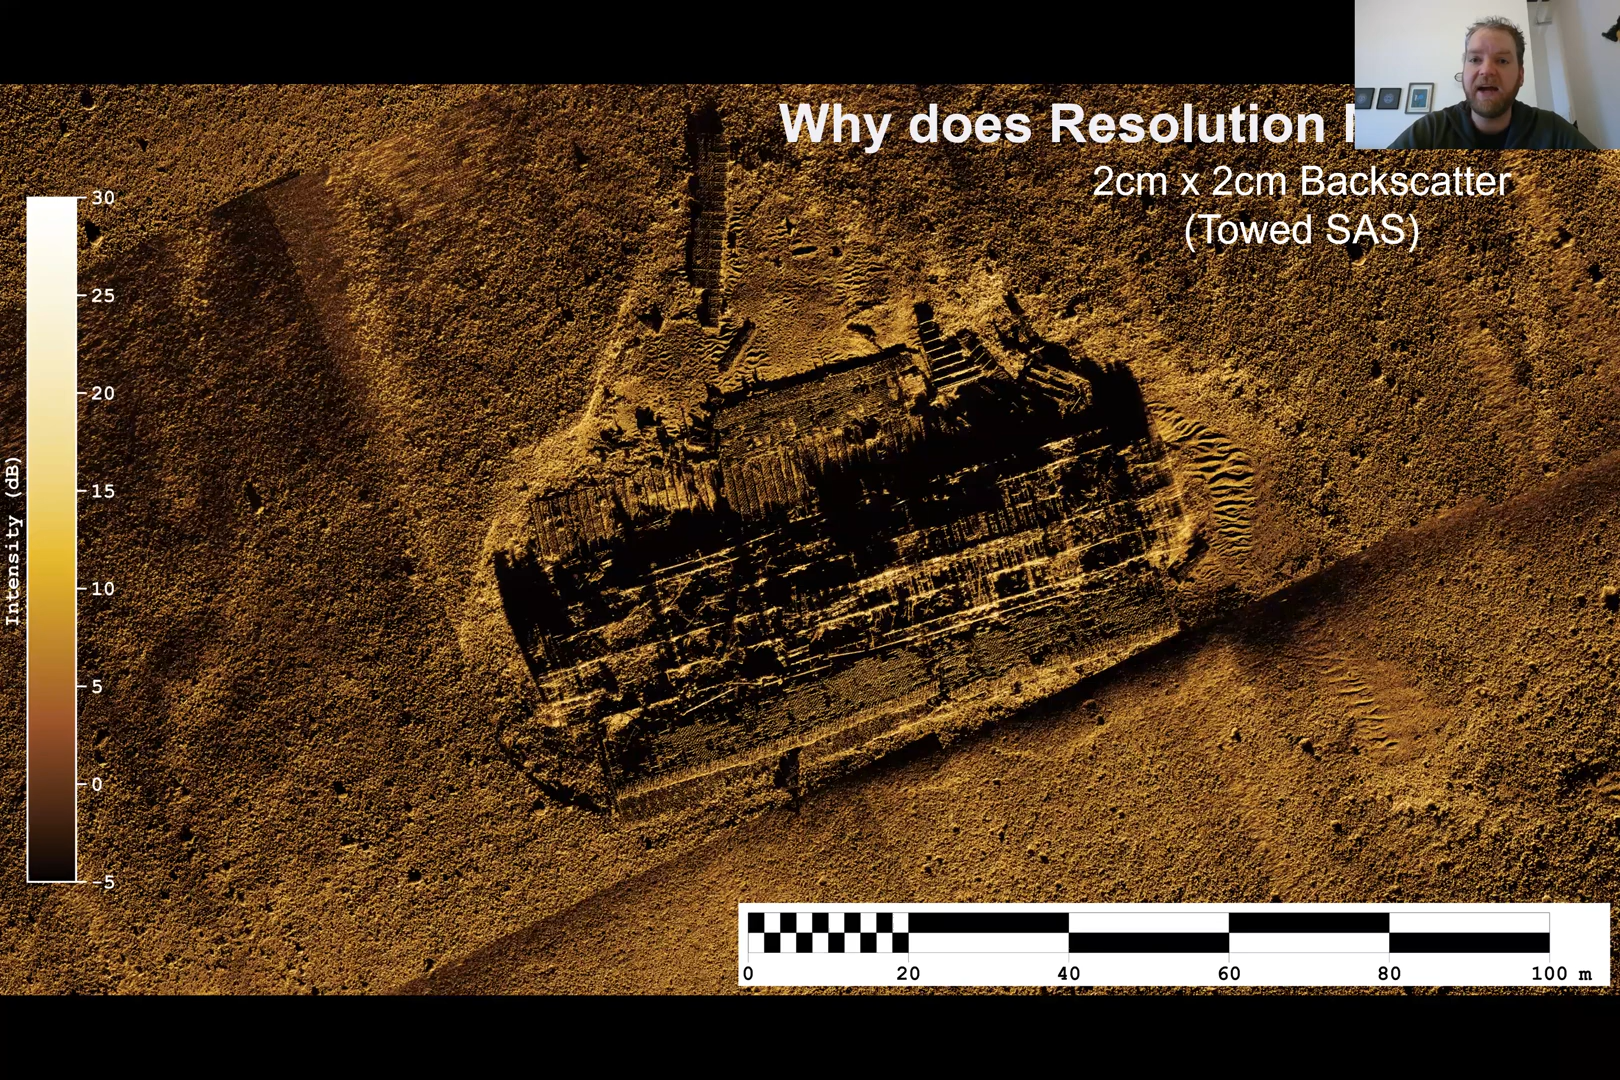 Why does Resolution
2cm x 2cm Backscatter
(Towed SAS)
30
25
20
15
10
5
0
-5
Intensity (dB)
0 20 40 60 80 100 m